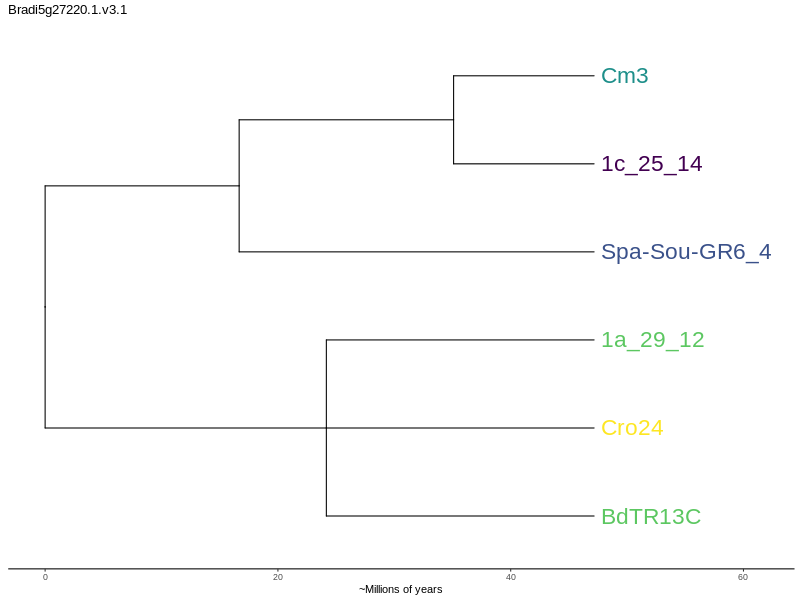 Bradi5g27220.1.v3.1
Cm3
1c_25_14
Spa-Sou-GR6_4
1a_29_12
Cro24
BdTR13C
0 20 40 60
~Millions of years